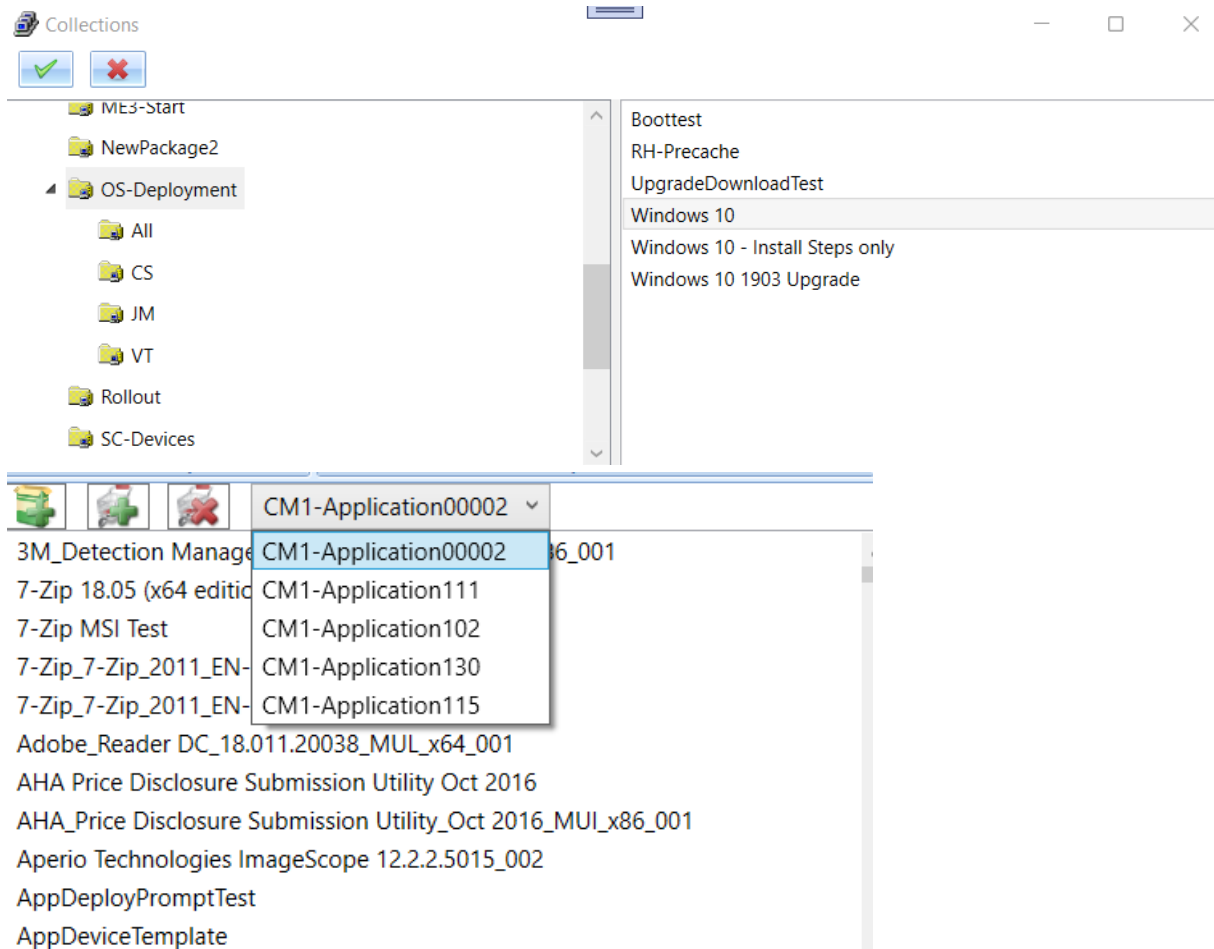 Collections
ME3-Start
NewPackage2
OS-Deployment
All
CS
JM
VT
Rollout
SC-Devices
Boottest
RH-Precache
UpgradeDownloadTest
Windows 10
Windows 10 - Install Steps only
Windows 10 1903 Upgrade
CM1-Application00002
CM1-Application00002
CM1-Application111
CM1-Application102
CM1-Application130
CM1-Application115
3M_Detection Manage 86_001
7-Zip 18.05 (x64 editio
7-Zip MSI Test
7-Zip_7-Zip_2011_EN-
7-Zip_7-Zip_2011_EN-
Adobe_Reader DC_18.011.20038_MUL_x64_001
AHA Price Disclosure Submission Utility Oct 2016
AHA_Price Disclosure Submission Utility_Oct 2016_MUI_x86_001
Aperio Technologies ImageScope 12.2.2.5015_002
AppDeployPromptTest
AppDeviceTemplate